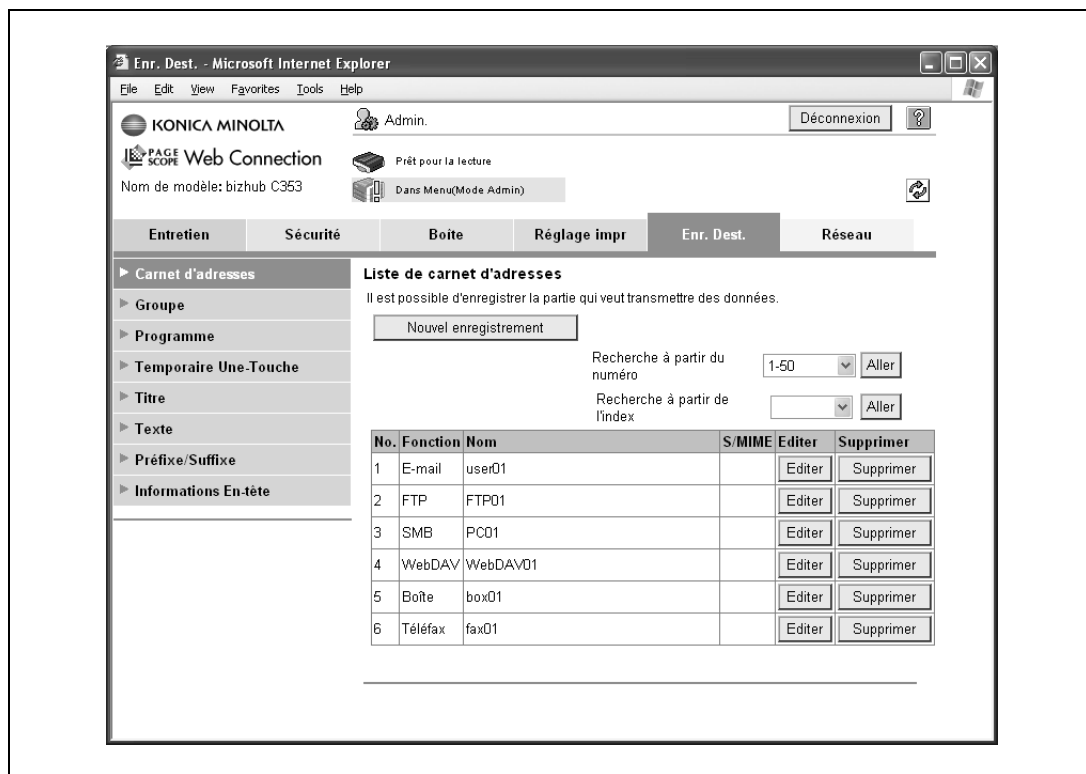 Enr. Dest. - Microsoft Internet Explorer
File Edit View Favorites Tools Help
KONICA MINOLTA
Admin.
Déconnexion
?
PAGE SCOPE Web Connection
Prêt pour la lecture
Nom de modèle: bizhub C353
Dans Menu(Mode Admin)
Entretien Sécurité Boîte Réglage impr Enr. Dest. Réseau
Carnet d'adresses
Groupe
Programme
Temporaire Une-Touche
Titre
Texte
Préfixe/Suffixe
Informations En-tête
Liste de carnet d'adresses
Il est possible d'enregistrer la partie qui veut transmettre des données.
Nouvel enregistrement
Recherche à partir du
numéro
1-50 Aller
Recherche à partir de
l'index
Aller
No. Fonction Nom S/MIME Editer Supprimer
1 E-mail user01 Editer Supprimer
2 FTP FTP01 Editer Supprimer
3 SMB PC01 Editer Supprimer
4 WebDAV WebDAV01 Editer Supprimer
5 Boîte box01 Editer Supprimer
6 Téléfax fax01 Editer Supprimer